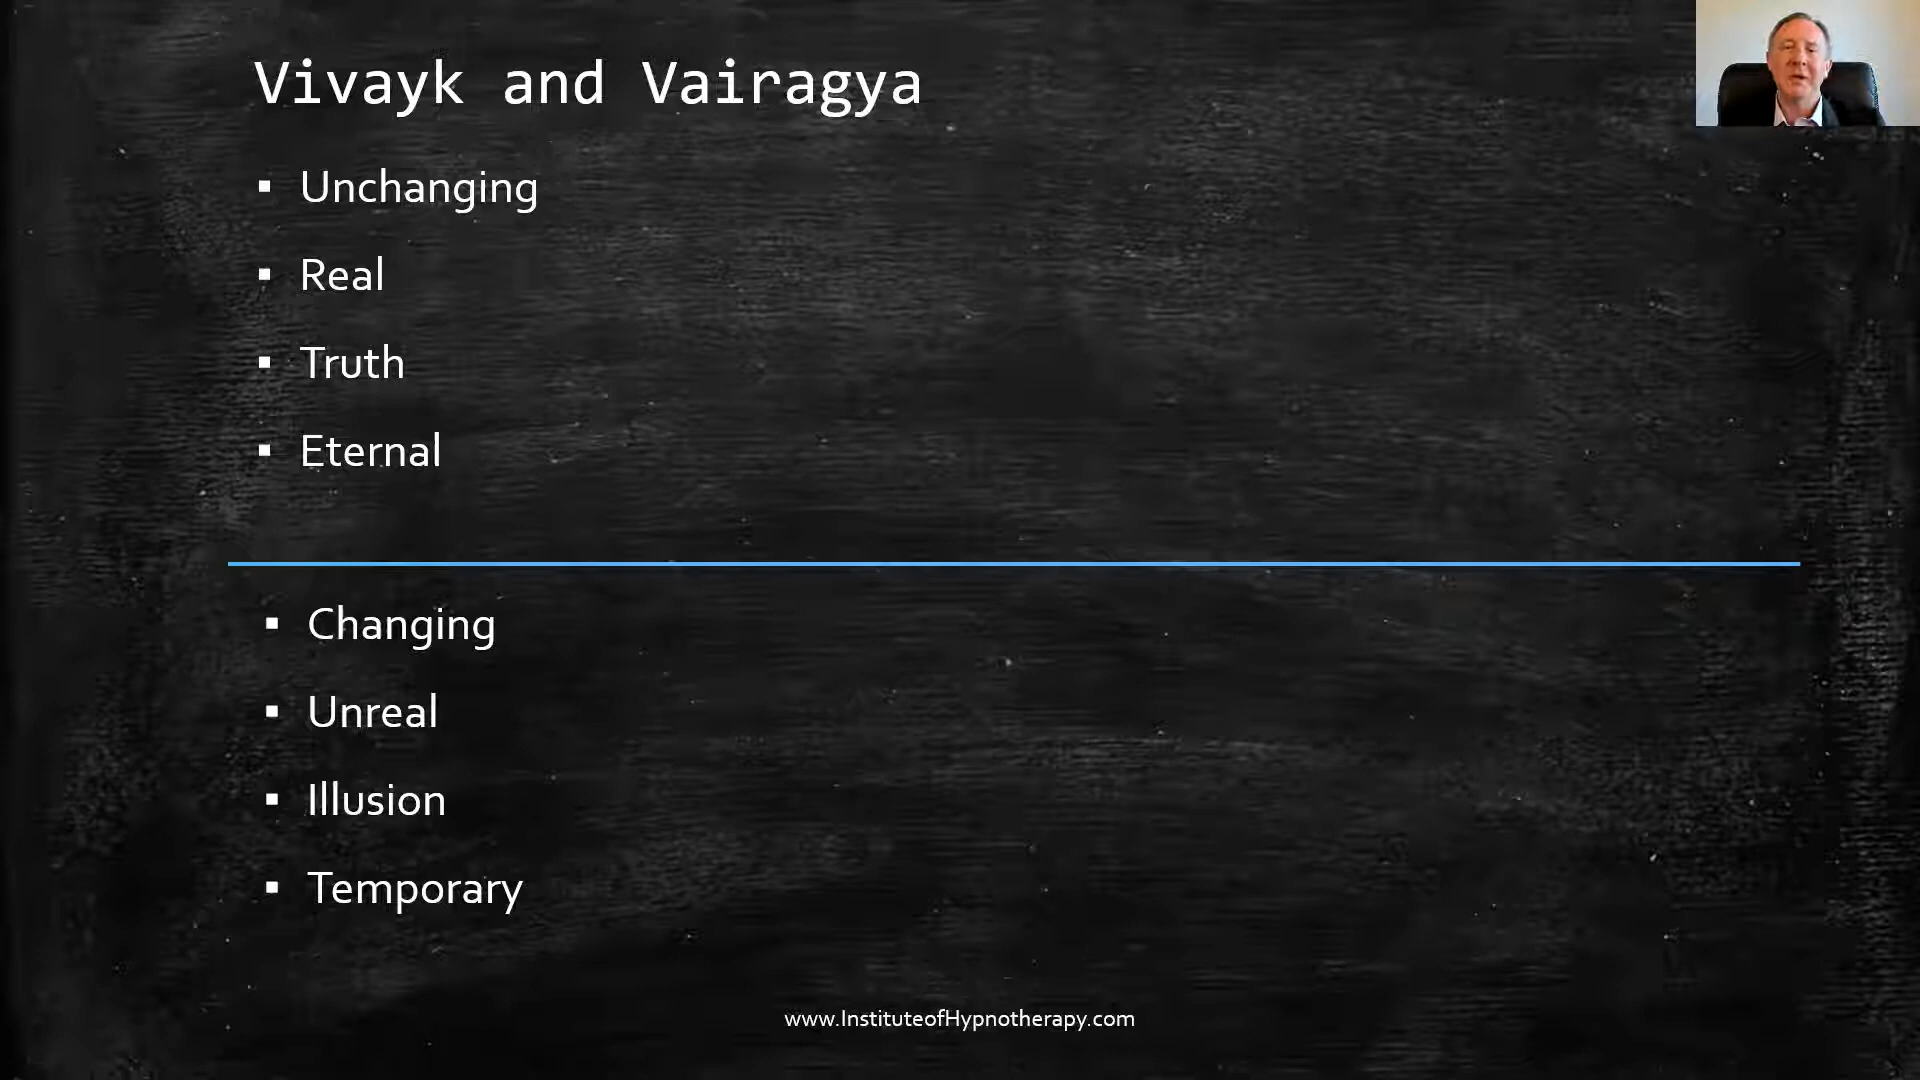 Vivayk and Vairagya
▪ Unchanging
▪ Real
▪ Truth
▪ Eternal
▪ Changing
▪ Unreal
▪ Illusion
▪ Temporary
www.InstituteofHypnotherapy.com